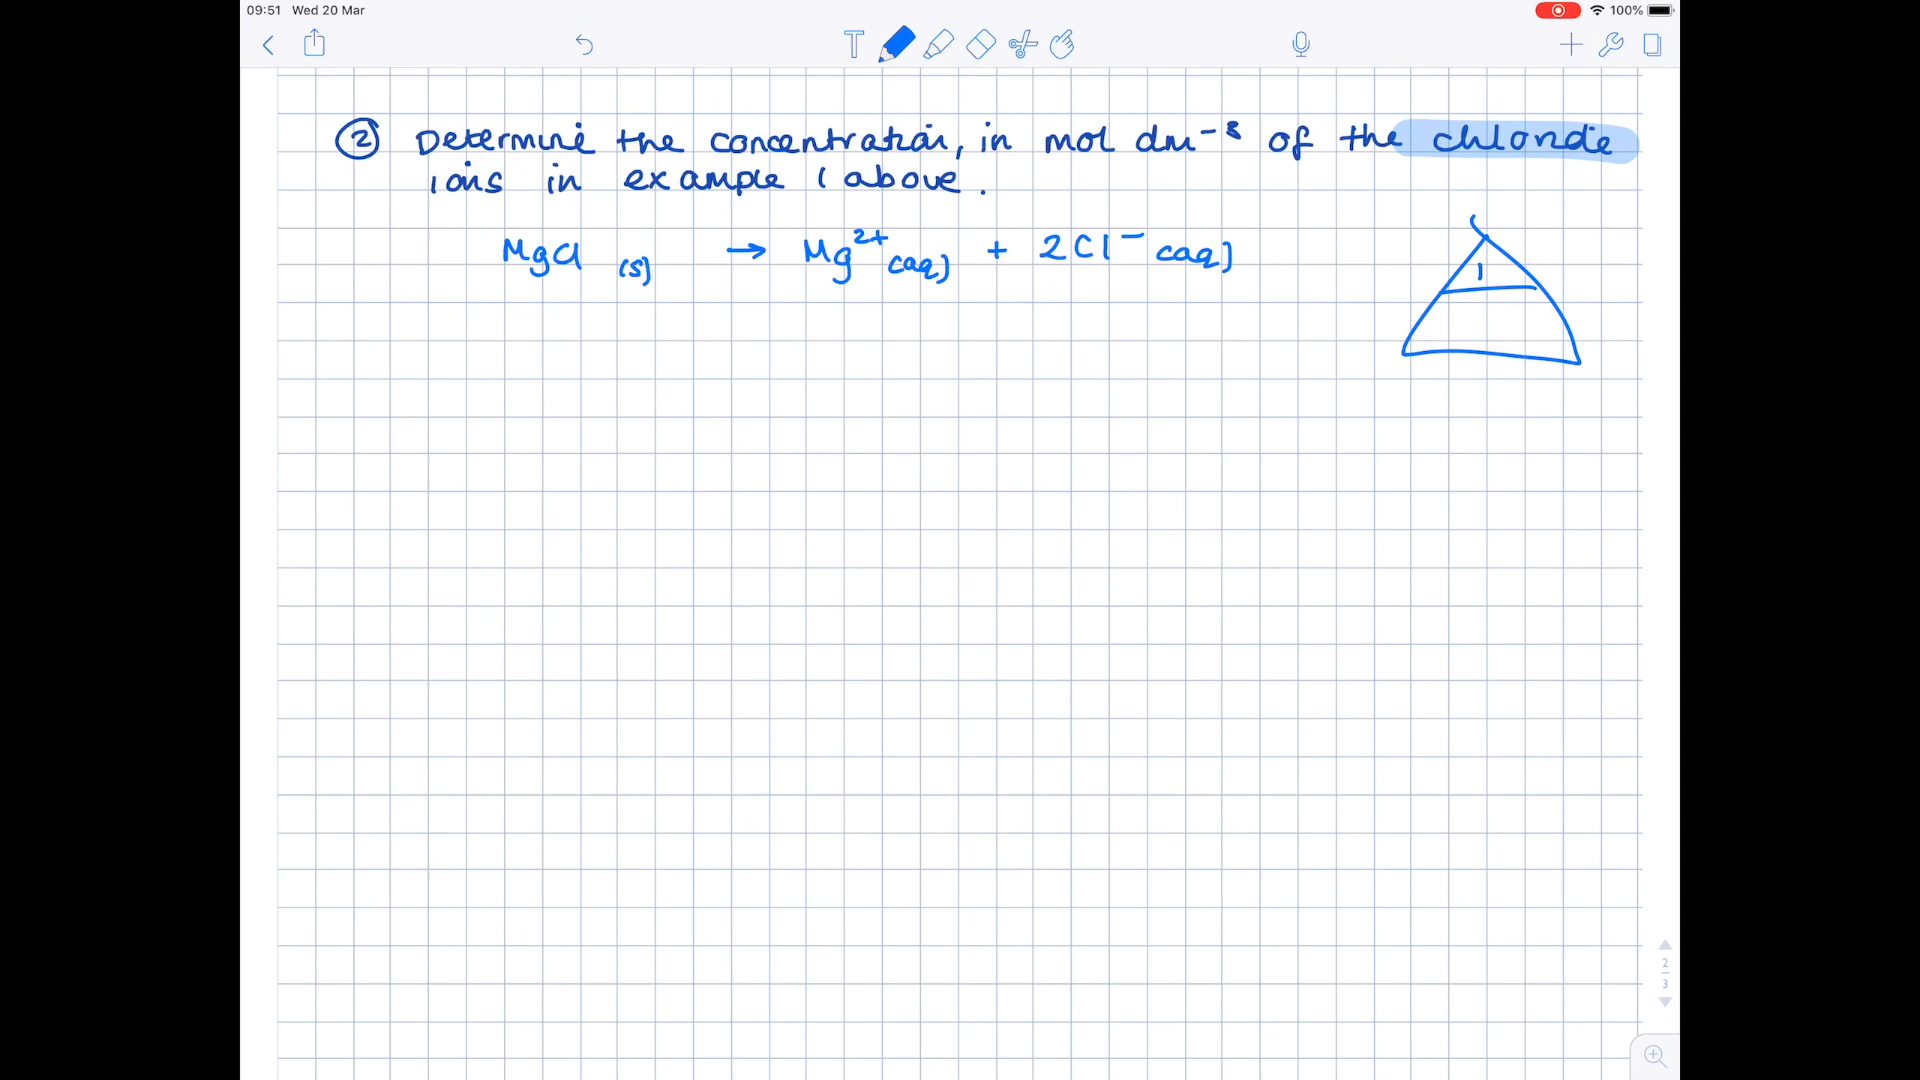 09:51 Wed 20 Mar 100%
T
② Determine the concentration, in mol dm⁻³ of the chloride
ions in example 1 above.
MgCl (s) → Mg²⁺ (aq) + 2Cl⁻ (aq)
1
2
3